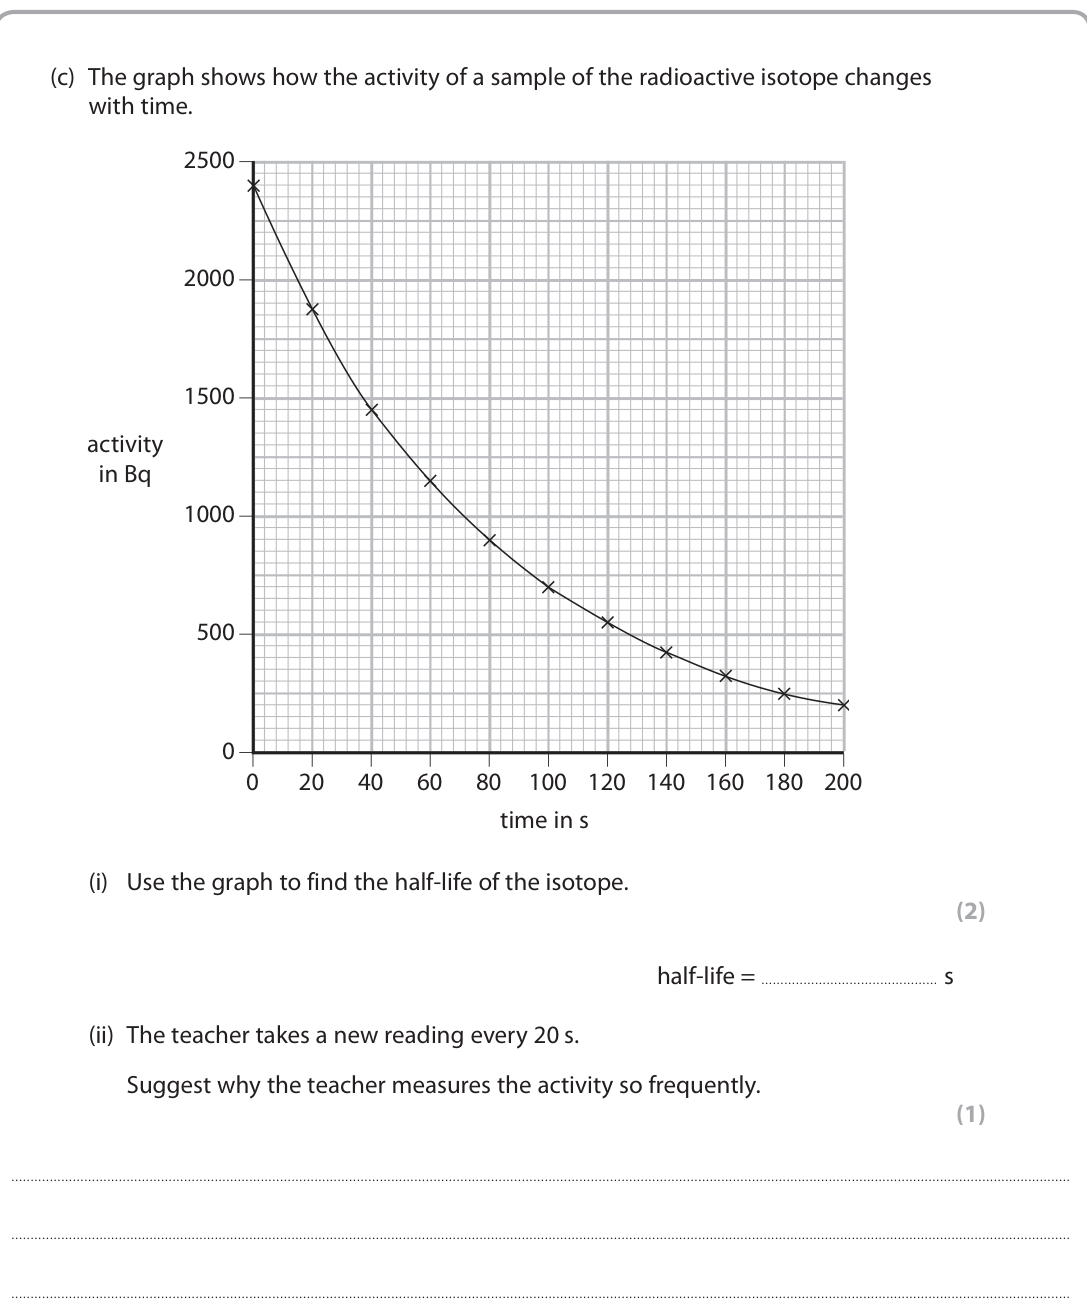 (c) The graph shows how the activity of a sample of the radioactive isotope changes
with time.
2500
2000
1500
activity
in Bq
1000
500
0
0 20 40 60 80 100 120 140 160 180 200
time in s
(i) Use the graph to find the half-life of the isotope.
(2)
half-life = ............................................ s
(ii) The teacher takes a new reading every 20 s.
Suggest why the teacher measures the activity so frequently.
(1)